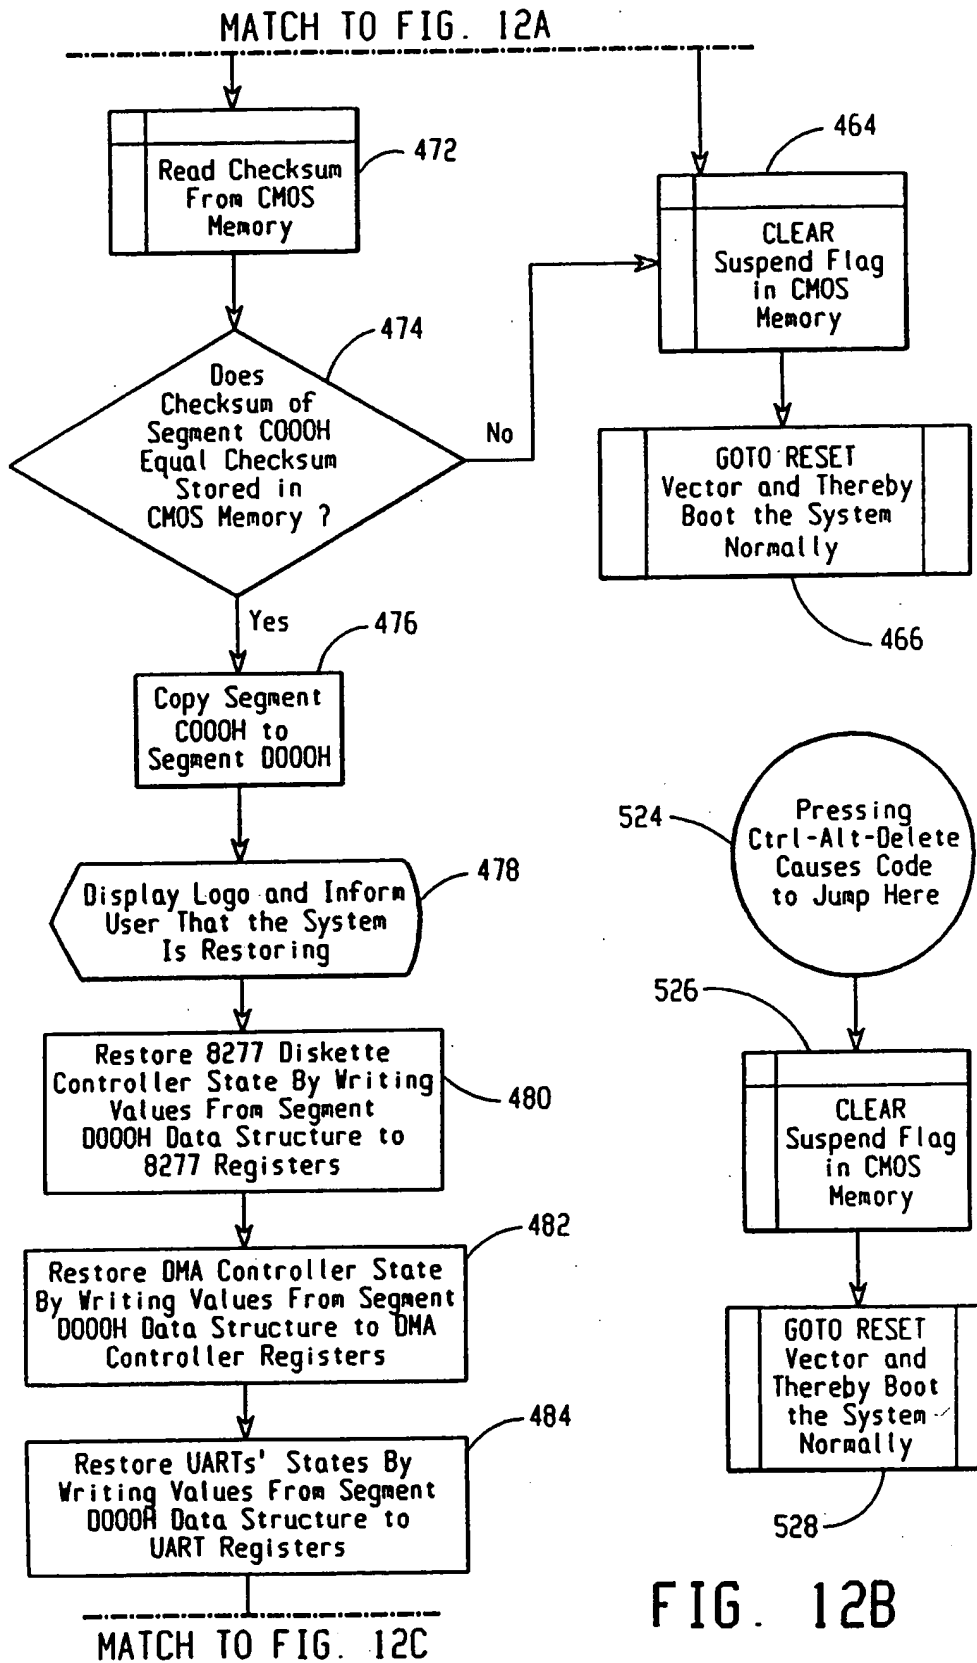 MATCH TO FIG. 12A
Read Checksum
From CMOS
Memory
472
464
CLEAR
Suspend Flag
in CMOS
Memory
474
Does
Checksum of
Segment C000H
Equal Checksum
Stored in
CMOS Memory ?
No
GOTO RESET
Vector and Thereby
Boot the System
Normally
466
Yes
476
Copy Segment
C000H to
Segment D000H
478
Display Logo and Inform
User That the System
Is Restoring
Restore 8277 Diskette
Controller State By Writing
Values From Segment
D000H Data Structure to
8277 Registers
480
482
Restore DMA Controller State
By Writing Values From Segment
D000H Data Structure to DMA
Controller Registers
484
Restore UARTs' States By
Writing Values From Segment
D000H Data Structure to
UART Registers
MATCH TO FIG. 12C
524
Pressing
Ctrl-Alt-Delete
Causes Code
to Jump Here
526
CLEAR
Suspend Flag
in CMOS
Memory
GOTO RESET
Vector and
Thereby Boot
the System
Normally
528
FIG. 12B